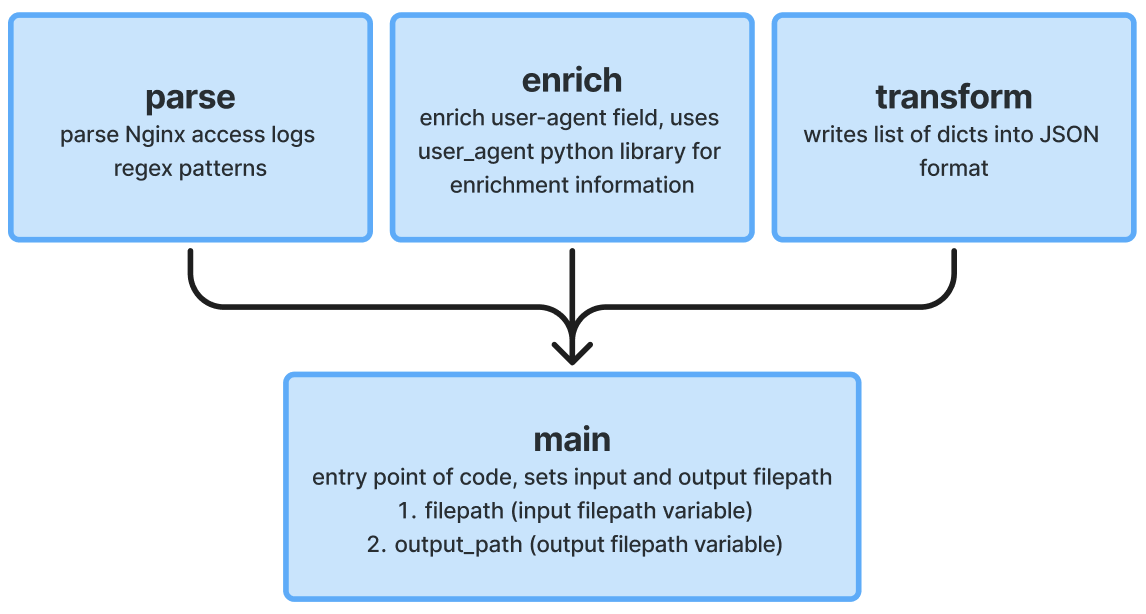 parse
parse Nginx access logs
regex patterns
enrich
enrich user-agent field, uses
user_agent python library for
enrichment information
transform
writes list of dicts into JSON
format
main
entry point of code, sets input and output filepath
1. filepath (input filepath variable)
2. output_path (output filepath variable)